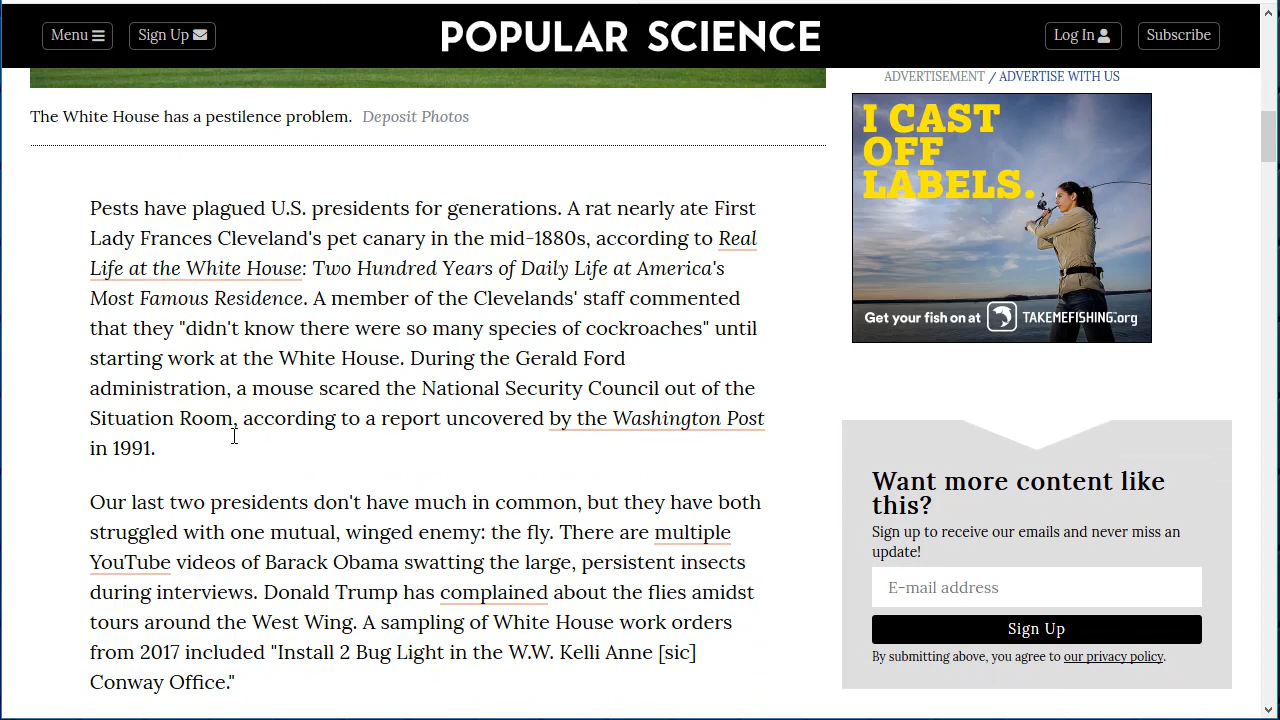 Menu
Sign Up
POPULAR SCIENCE
Log In
Subscribe
The White House has a pestilence problem. Deposit Photos
Pests have plagued U.S. presidents for generations. A rat nearly ate First
Lady Frances Cleveland's pet canary in the mid-1880s, according to Real
Life at the White House: Two Hundred Years of Daily Life at America's
Most Famous Residence. A member of the Clevelands' staff commented
that they "didn't know there were so many species of cockroaches" until
starting work at the White House. During the Gerald Ford
administration, a mouse scared the National Security Council out of the
Situation Room, according to a report uncovered by the Washington Post
in 1991.
Our last two presidents don't have much in common, but they have both
struggled with one mutual, winged enemy: the fly. There are multiple
YouTube videos of Barack Obama swatting the large, persistent insects
during interviews. Donald Trump has complained about the flies amidst
tours around the West Wing. A sampling of White House work orders
from 2017 included "Install 2 Bug Light in the W.W. Kelli Anne [sic]
Conway Office."
ADVERTISEMENT / ADVERTISE WITH US
I CAST
OFF
LABELS.
Get your fish on at TAKEMEFISHING.org
Want more content like
this?
Sign up to receive our emails and never miss an
update!
E-mail address
Sign Up
By submitting above, you agree to our privacy policy.